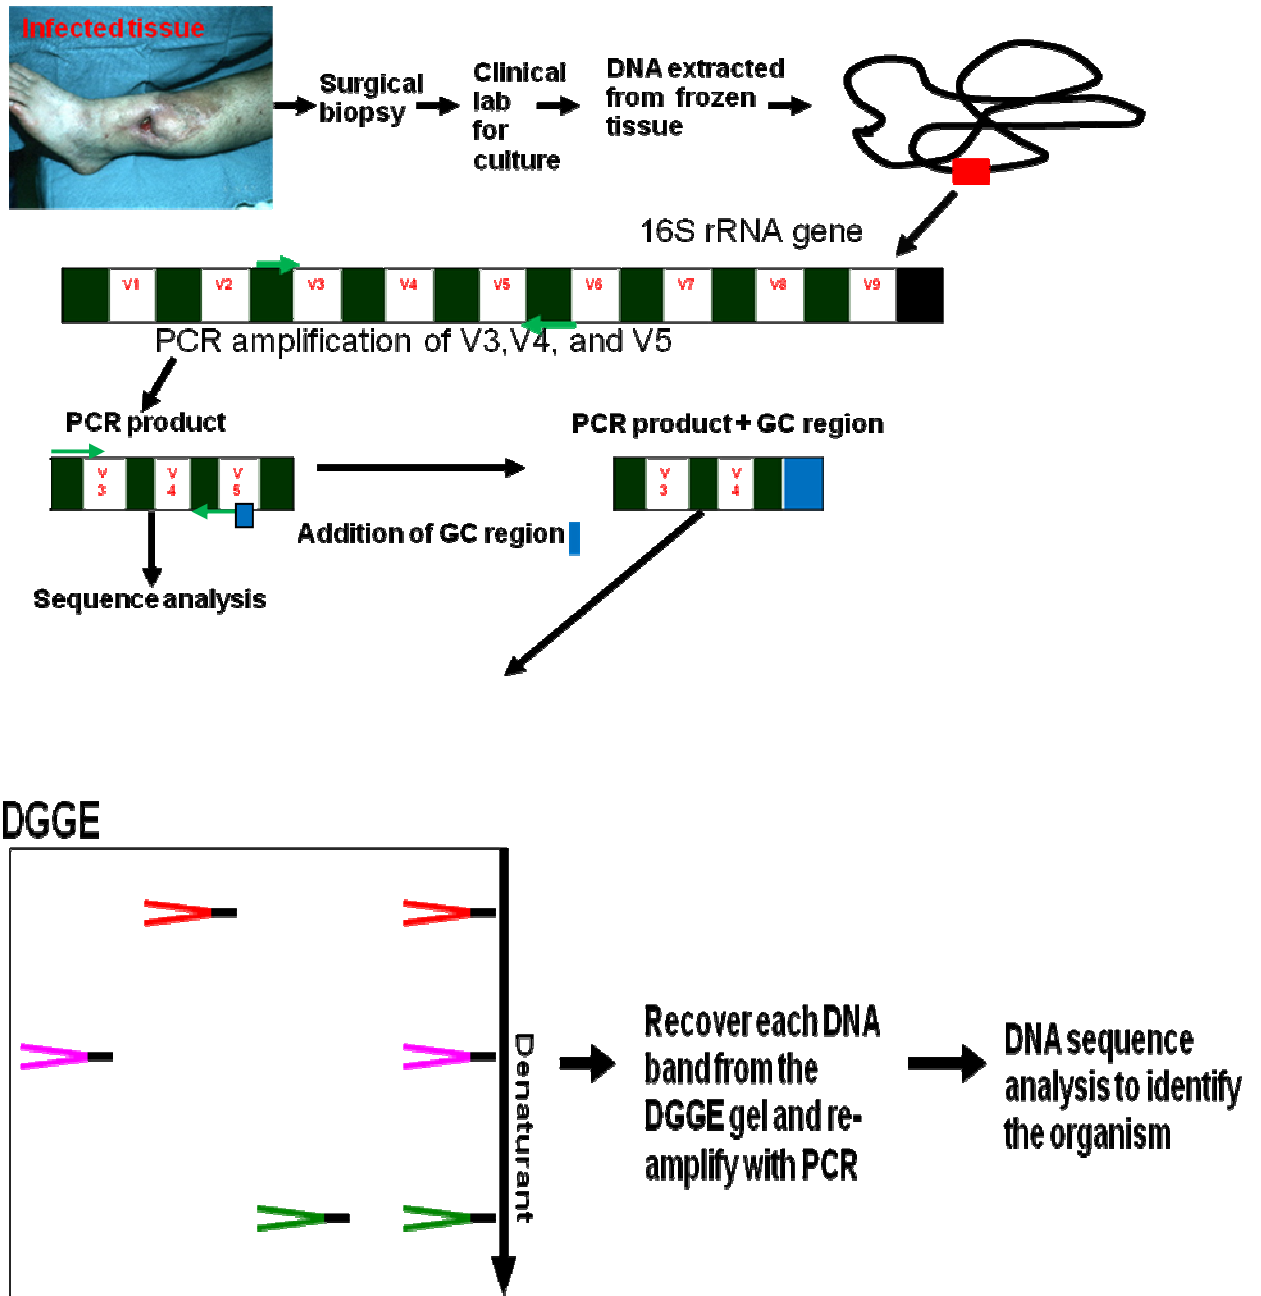 Infected tissue
Surgical
biopsy
Clinical
lab
for
culture
DNA extracted
from frozen
tissue
16S rRNA gene
V1 V2 V3 V4 V5 V6 V7 V8 V9
PCR amplification of V3,V4, and V5
PCR product
V
3
V
4
V
5
Sequence analysis
Addition of GC region
PCR product + GC region
V
3
V
4
DGGE
Denaturant
Recover each DNA
band from the
DGGE gel and re-
amplify with PCR
DNA sequence
analysis to identify
the organism